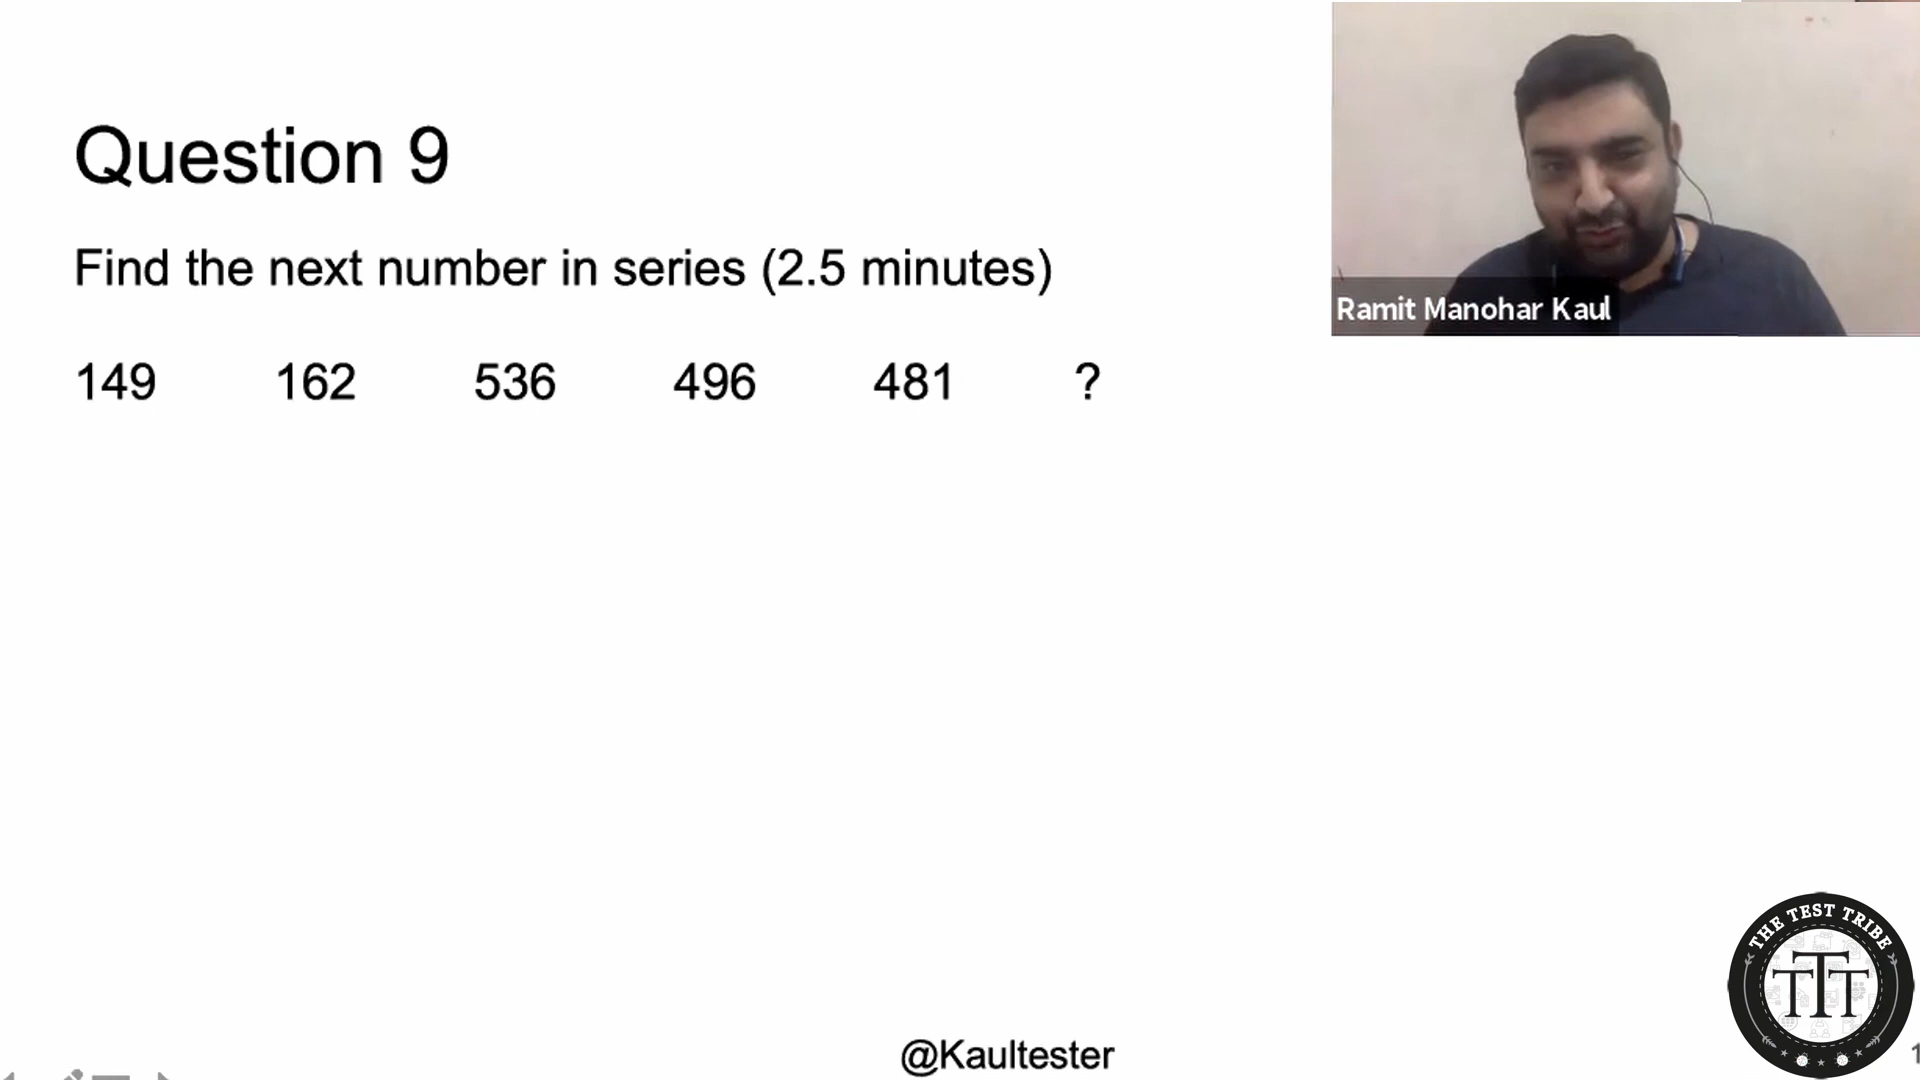 Question 9
Find the next number in series (2.5 minutes)
149 162 536 496 481 ?
Ramit Manohar Kaul
THE TEST TRIBE
TTT
@Kaultester
1